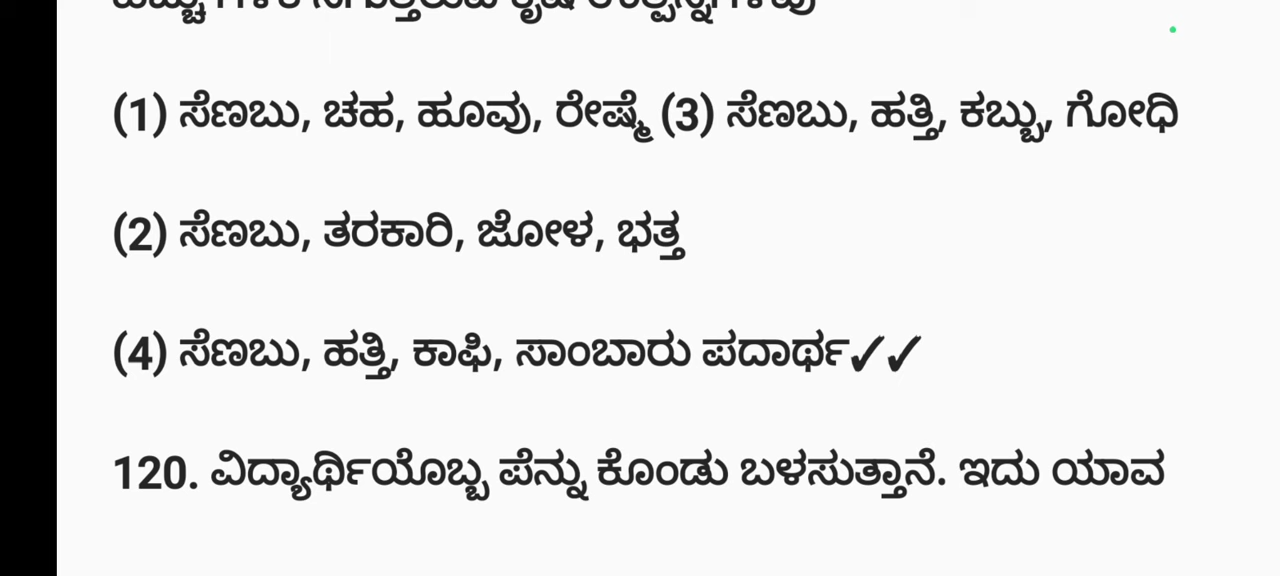 (1) ಸೆಣಬು, ಚಹ, ಹೂವು, ರೇಷ್ಮೆ (3) ಸೆಣಬು, ಹತ್ತಿ, ಕಬ್ಬು, ಗೋಧಿ
(2) ಸೆಣಬು, ತರಕಾರಿ, ಜೋಳ, ಭತ್ತ
(4) ಸೆಣಬು, ಹತ್ತಿ, ಕಾಫಿ, ಸಾಂಬಾರು ಪದಾರ್ಥ✓✓
120. ವಿದ್ಯಾರ್ಥಿಯೊಬ್ಬ ಪೆನ್ನು ಕೊಂಡು ಬಳಸುತ್ತಾನೆ. ಇದು ಯಾವ